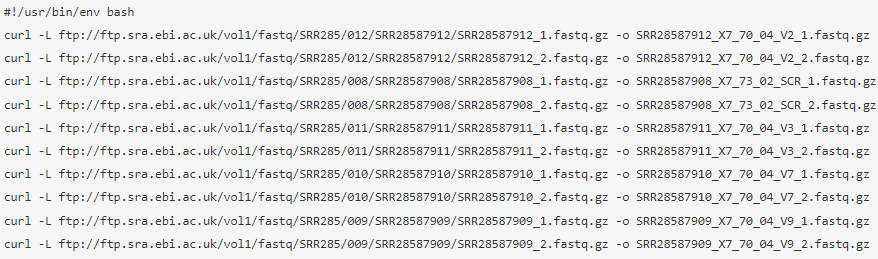 #!/usr/bin/env bash
curl -L ftp://ftp.sra.ebi.ac.uk/vol1/fastq/SRR285/012/SRR28587912/SRR28587912_1.fastq.gz -o SRR28587912_X7_70_04_V2_1.fastq.gz
curl -L ftp://ftp.sra.ebi.ac.uk/vol1/fastq/SRR285/012/SRR28587912/SRR28587912_2.fastq.gz -o SRR28587912_X7_70_04_V2_2.fastq.gz
curl -L ftp://ftp.sra.ebi.ac.uk/vol1/fastq/SRR285/008/SRR28587908/SRR28587908_1.fastq.gz -o SRR28587908_X7_73_02_SCR_1.fastq.gz
curl -L ftp://ftp.sra.ebi.ac.uk/vol1/fastq/SRR285/008/SRR28587908/SRR28587908_2.fastq.gz -o SRR28587908_X7_73_02_SCR_2.fastq.gz
curl -L ftp://ftp.sra.ebi.ac.uk/vol1/fastq/SRR285/011/SRR28587911/SRR28587911_1.fastq.gz -o SRR28587911_X7_70_04_V3_1.fastq.gz
curl -L ftp://ftp.sra.ebi.ac.uk/vol1/fastq/SRR285/011/SRR28587911/SRR28587911_2.fastq.gz -o SRR28587911_X7_70_04_V3_2.fastq.gz
curl -L ftp://ftp.sra.ebi.ac.uk/vol1/fastq/SRR285/010/SRR28587910/SRR28587910_1.fastq.gz -o SRR28587910_X7_70_04_V7_1.fastq.gz
curl -L ftp://ftp.sra.ebi.ac.uk/vol1/fastq/SRR285/010/SRR28587910/SRR28587910_2.fastq.gz -o SRR28587910_X7_70_04_V7_2.fastq.gz
curl -L ftp://ftp.sra.ebi.ac.uk/vol1/fastq/SRR285/009/SRR28587909/SRR28587909_1.fastq.gz -o SRR28587909_X7_70_04_V9_1.fastq.gz
curl -L ftp://ftp.sra.ebi.ac.uk/vol1/fastq/SRR285/009/SRR28587909/SRR28587909_2.fastq.gz -o SRR28587909_X7_70_04_V9_2.fastq.gz